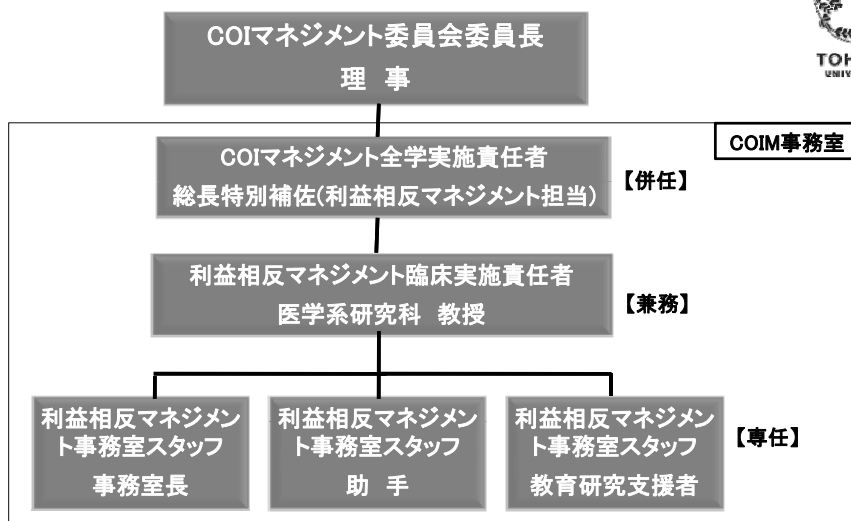 COIマネジメント委員会委員長
理 事
COIM事務室
COIマネジメント全学実施責任者
総長特別補佐(利益相反マネジメント担当)
【併任】
利益相反マネジメント臨床実施責任者
医学系研究科 教授
【兼務】
利益相反マネジメン
ト事務室スタッフ
事務室長
利益相反マネジメン
ト事務室スタッフ
助 手
利益相反マネジメン
ト事務室スタッフ
教育研究支援者
【専任】